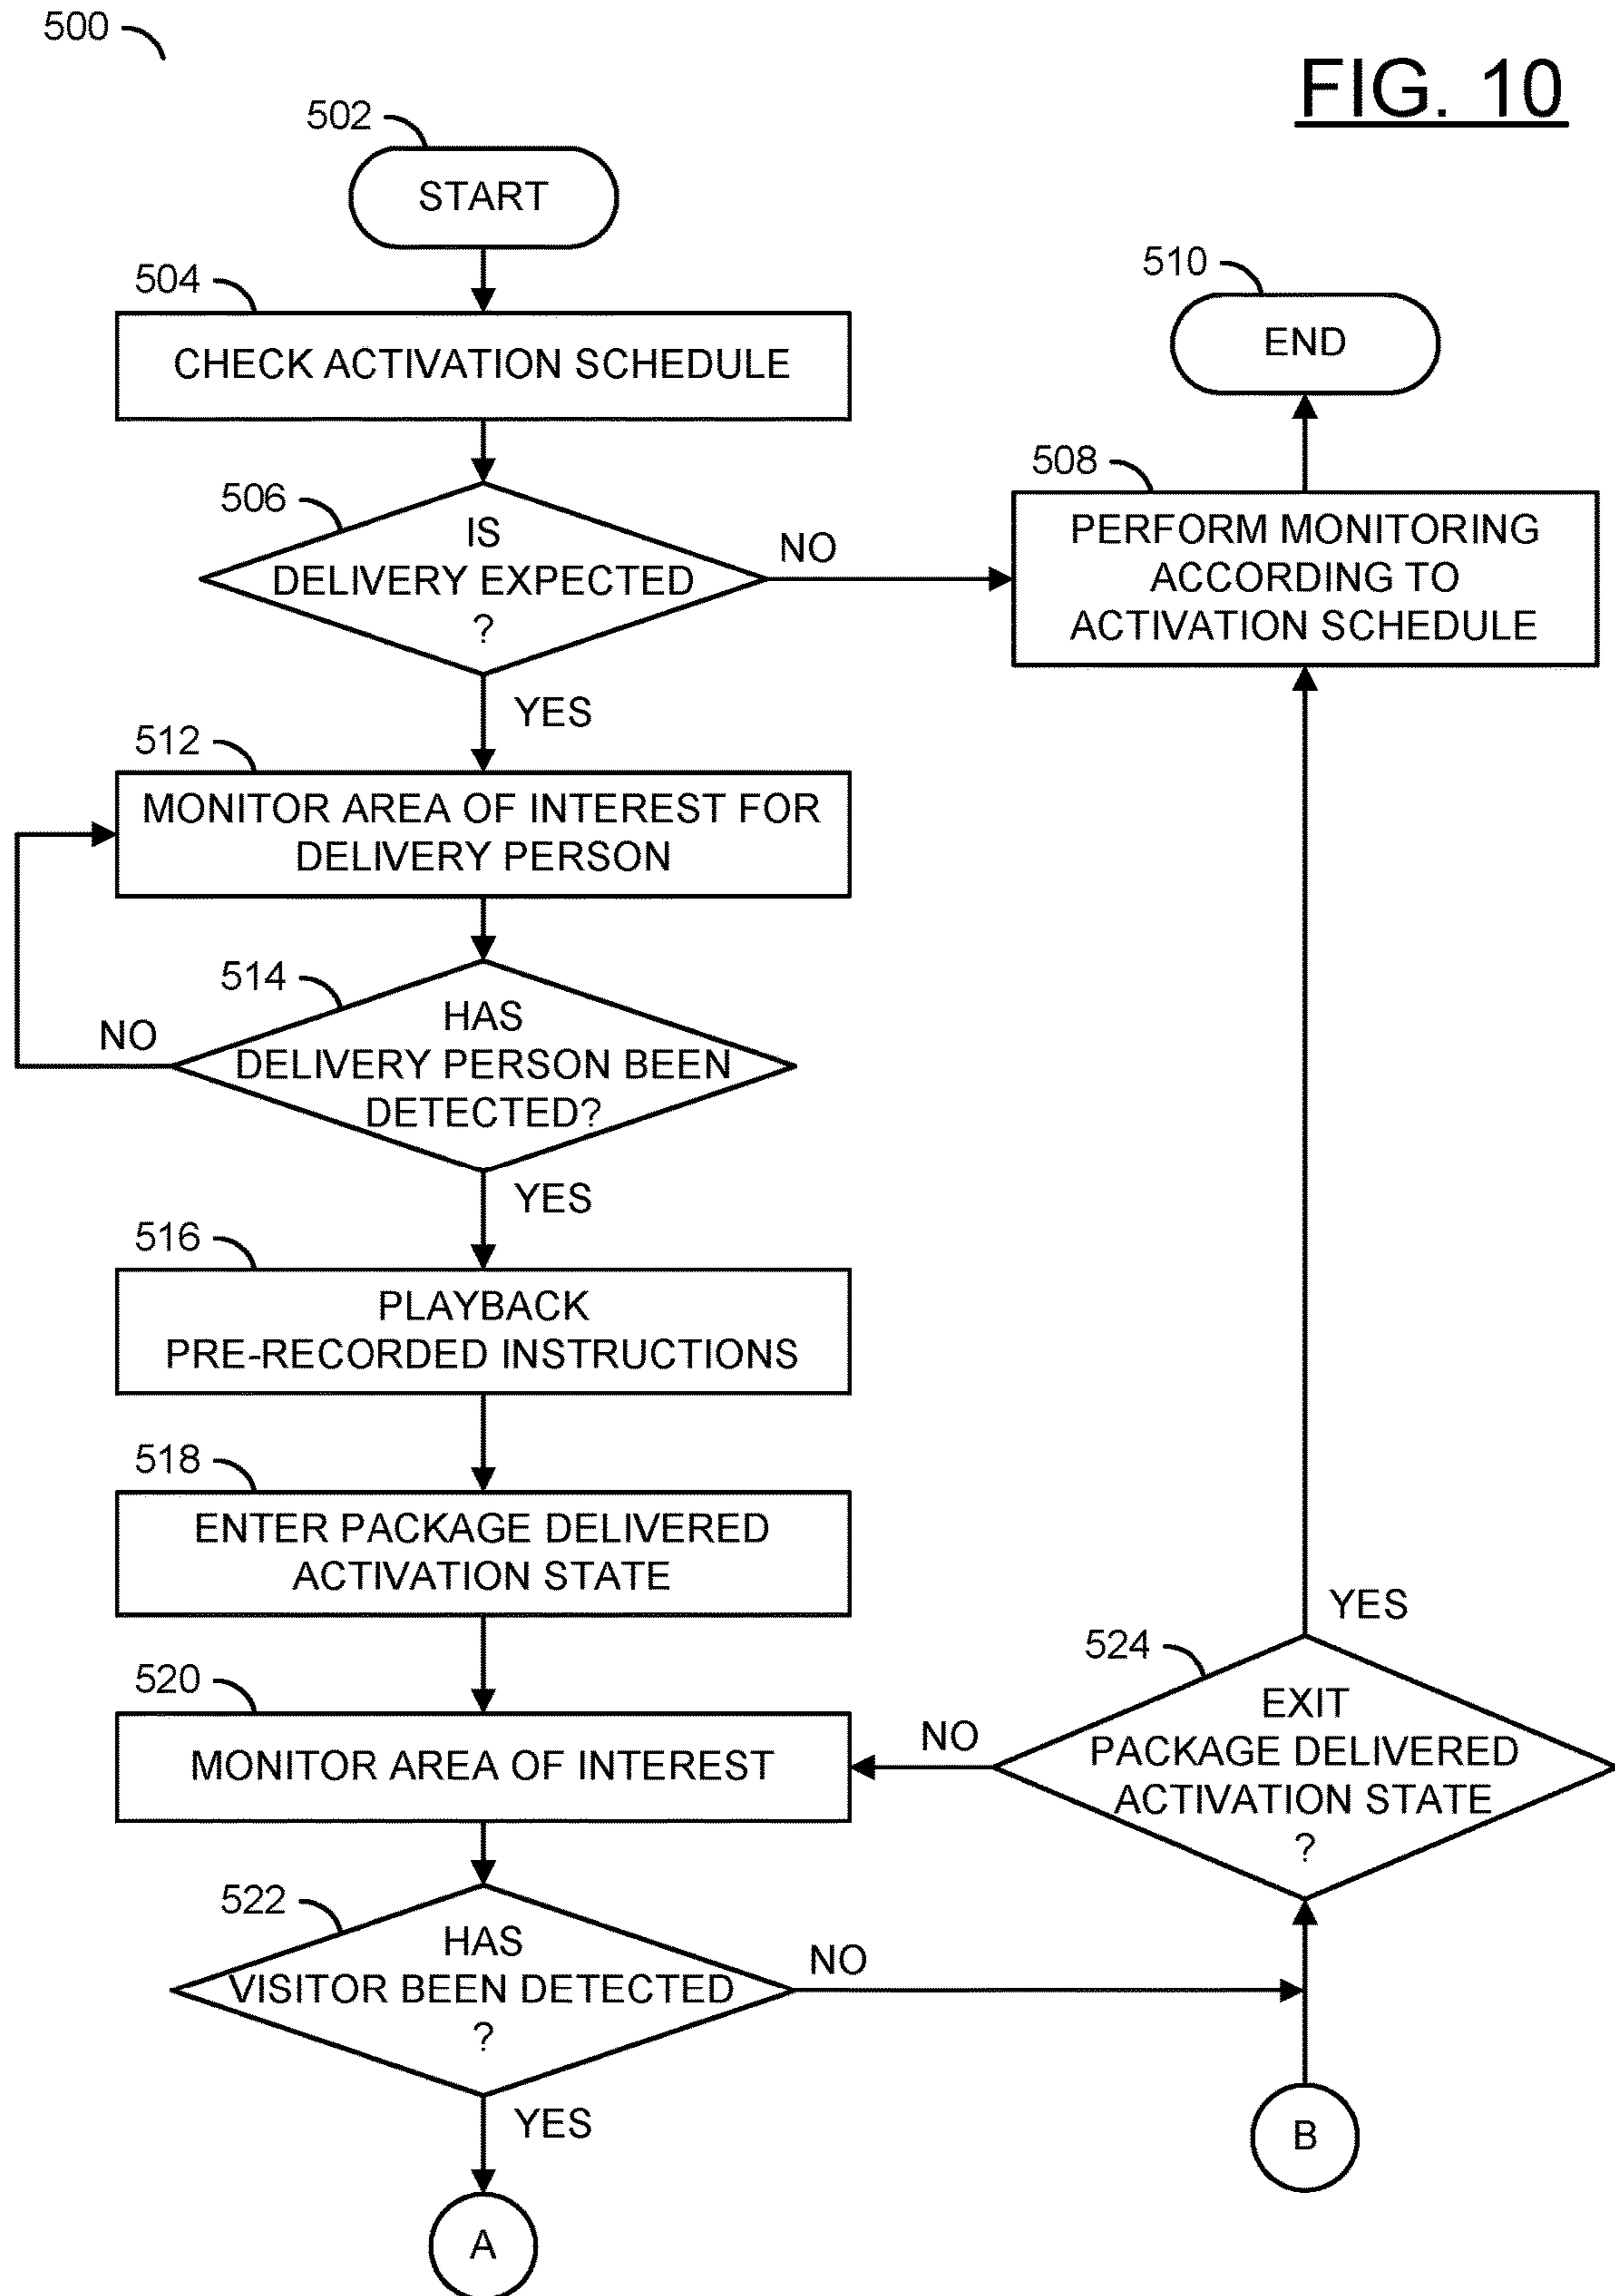 500
FIG. 10
502
START
504
CHECK ACTIVATION SCHEDULE
506
IS
DELIVERY EXPECTED
?
NO
YES
510
END
508
PERFORM MONITORING
ACCORDING TO
ACTIVATION SCHEDULE
512
MONITOR AREA OF INTEREST FOR
DELIVERY PERSON
514
HAS
DELIVERY PERSON BEEN
DETECTED?
NO
YES
516
PLAYBACK
PRE-RECORDED INSTRUCTIONS
518
ENTER PACKAGE DELIVERED
ACTIVATION STATE
520
MONITOR AREA OF INTEREST
524
EXIT
PACKAGE DELIVERED
ACTIVATION STATE
?
YES
NO
522
HAS
VISITOR BEEN DETECTED
?
NO
YES
A
B